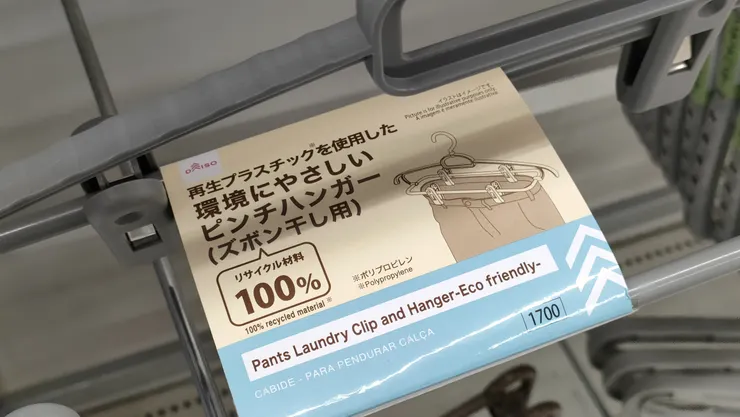 DAISO
イラストはイメージです。
Picture is for illustrative purposes only.
A imagem é meramente ilustrativa
再生プラスチック※を使用した
環境にやさしい
ピンチハンガー
(ズボン干し用)
リサイクル材料
100%
100% recycled material※
※ポリプロピレン
※Polypropylene
Pants Laundry Clip and Hanger-Eco friendly-
CABIDE - PARA PENDURAR CALÇA
1700